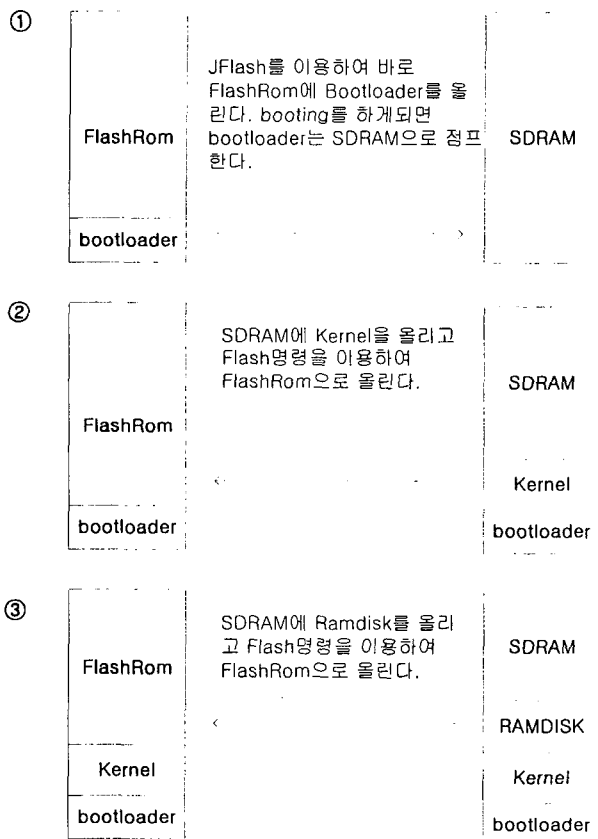 ①
JFlash를 이용하여 바로
FlashRom에 Bootloader를 올
린다. booting를 하게되면
bootloader는 SDRAM으로 점프
한다.
FlashRom
SDRAM
bootloader
②
SDRAM에 Kernel을 올리고
Flash명령을 이용하여
FlashRom으로 올린다.
SDRAM
FlashRom
Kernel
bootloader
bootloader
③
SDRAM에 Ramdisk를 올리
고 Flash명령을 이용하여
FlashRom으로 올린다.
SDRAM
FlashRom
RAMDISK
Kernel
Kernel
bootloader
bootloader